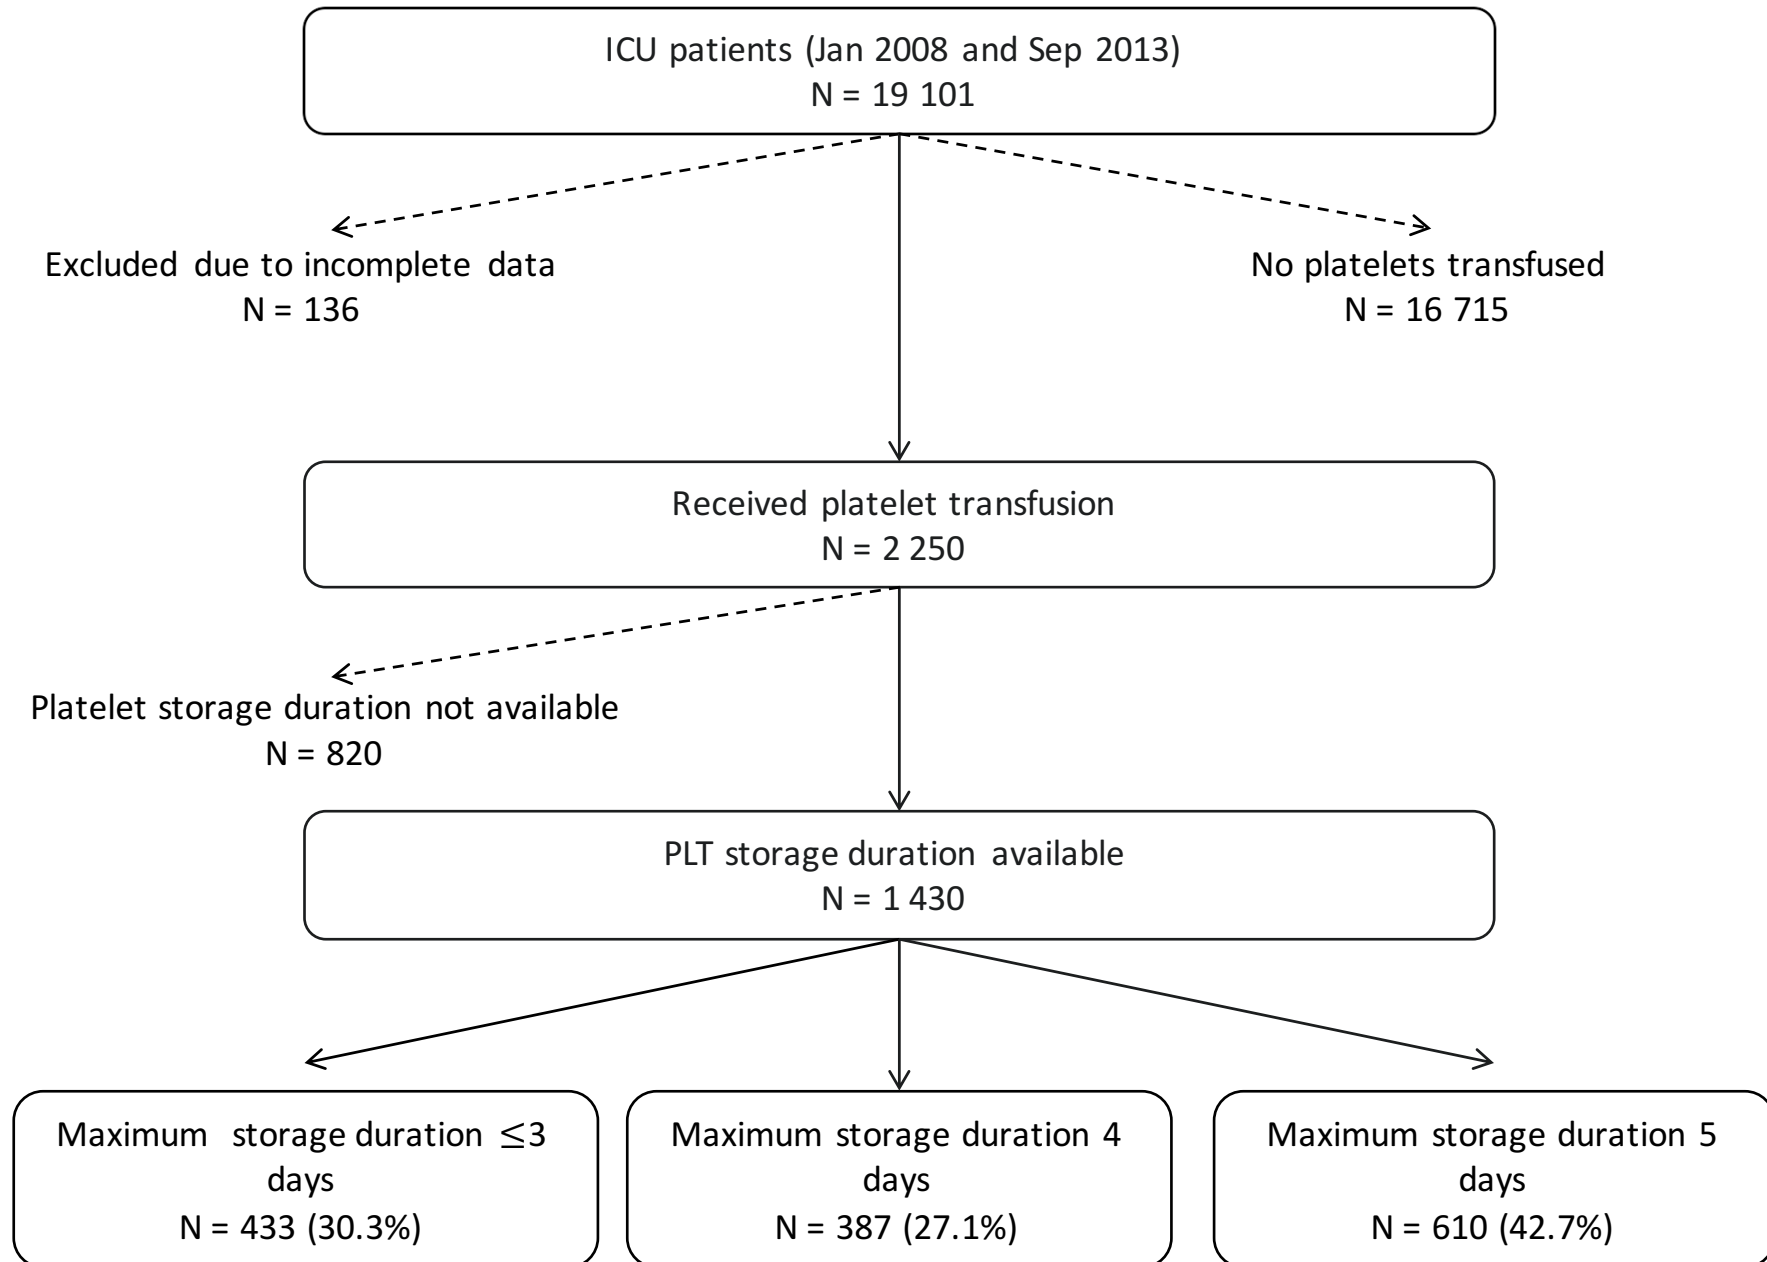 ICU patients (Jan 2008 and Sep 2013)
N = 19 101
Excluded due to incomplete data
N = 136
No platelets transfused
N = 16 715
Received platelet transfusion
N = 2 250
Platelet storage duration not available
N = 820
PLT storage duration available
N = 1 430
Maximum storage duration ≤3
days
N = 433 (30.3%)
Maximum storage duration 4
days
N = 387 (27.1%)
Maximum storage duration 5
days
N = 610 (42.7%)